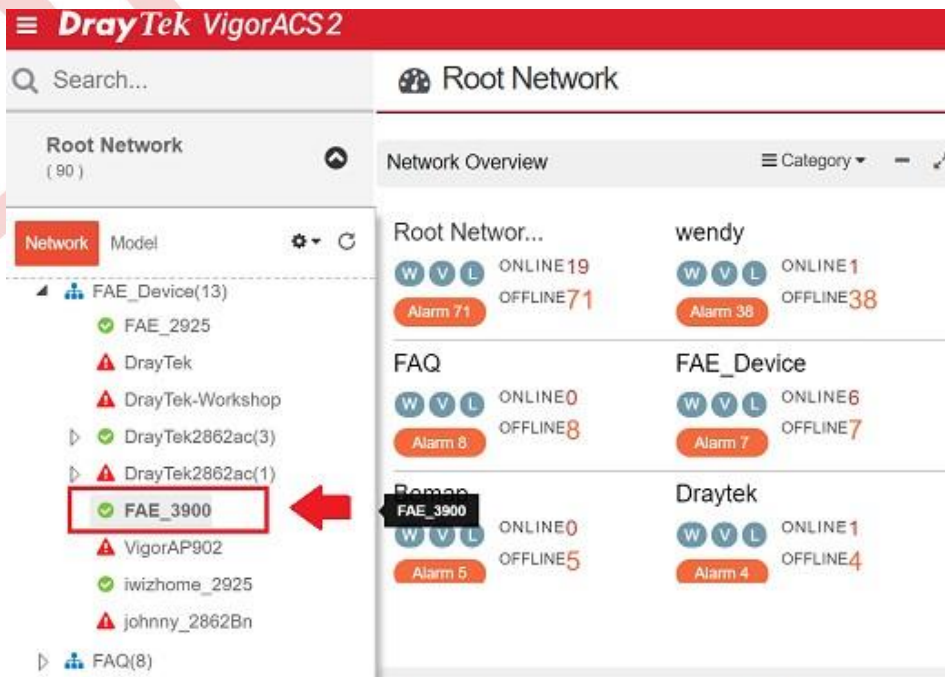 DrayTek VigorACS2
Search...
Root Network
(90)
Network Model
FAE_Device(13)
FAE_2925
DrayTek
DrayTek-Workshop
DrayTek2862ac(3)
DrayTek2862ac(1)
FAE_3900
VigorAP902
iwizhome_2925
johnny_2862Bn
FAQ(8)
Root Network
Network Overview
Category
Root Networ...
W V L ONLINE19
Alarm 71 OFFLINE71
wendy
W V L ONLINE1
Alarm 38 OFFLINE38
FAQ
W V L ONLINE0
Alarm 8 OFFLINE8
FAE_Device
W V L ONLINE6
Alarm 7 OFFLINE7
FAE_3900
W V L ONLINE0
Alarm 5 OFFLINE5
Draytek
W V L ONLINE1
Alarm 4 OFFLINE4